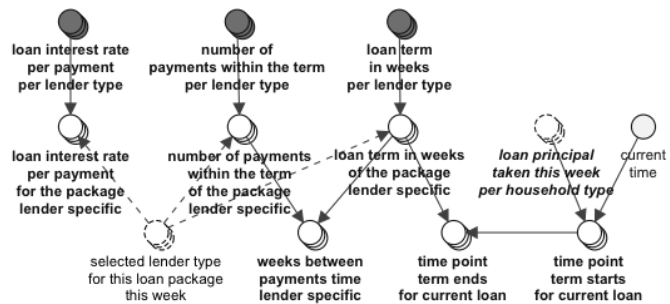 loan interest rate
per payment
per lender type
number of
payments within the term
per lender type
loan term
in weeks
per lender type
loan interest rate
per payment
for the package
lender specific
number of payments
within the term
of the package
lender specific
loan term in weeks
of the package
lender specific
loan principal
taken this week
per household type
current
time
selected lender type
for this loan package
this week
weeks between
payments time
lender specific
time point
term ends
for current loan
time point
term starts
for current loan